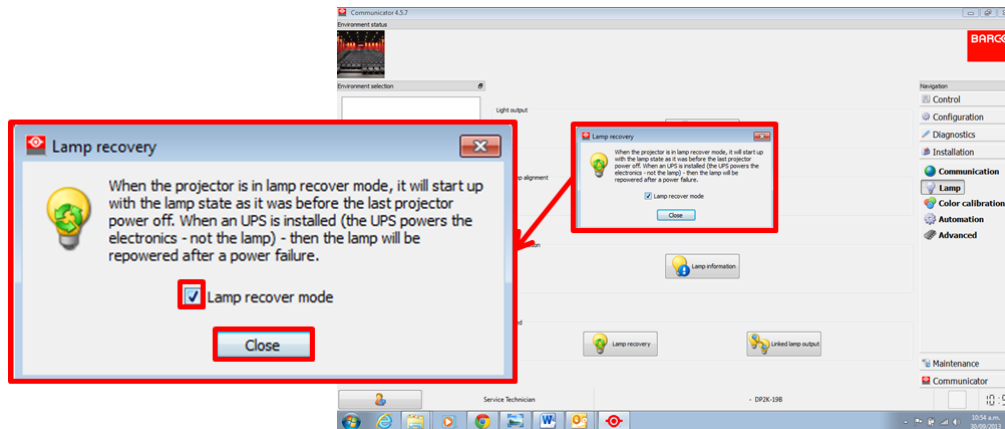 Communicator 4.5.7
Environment status
BARCO
Environment selection
Navigation
Control
Configuration
Diagnostics
Installation
Communication
Lamp
Color calibration
Automation
Advanced
Light output
Lamp recovery
When the projector is in lamp recover mode, it will start up
with the lamp state as it was before the last projector
power off. When an UPS is installed (the UPS powers the
electronics - not the lamp) - then the lamp will be
repowered after a power failure.
Lamp recover mode
Close
Lamp recovery
When the projector is in lamp recover mode, it will start up
with the lamp state as it was before the last projector
power off. When an UPS is installed (the UPS powers the
electronics - not the lamp) - then the lamp will be
repowered after a power failure.
Lamp recover mode
Close
alignment
Lamp information
Lamp recovery
Linked lamp output
Maintenance
Communicator
Service Technician
- DP2K-19B
10:54 a.m.
30/09/2013